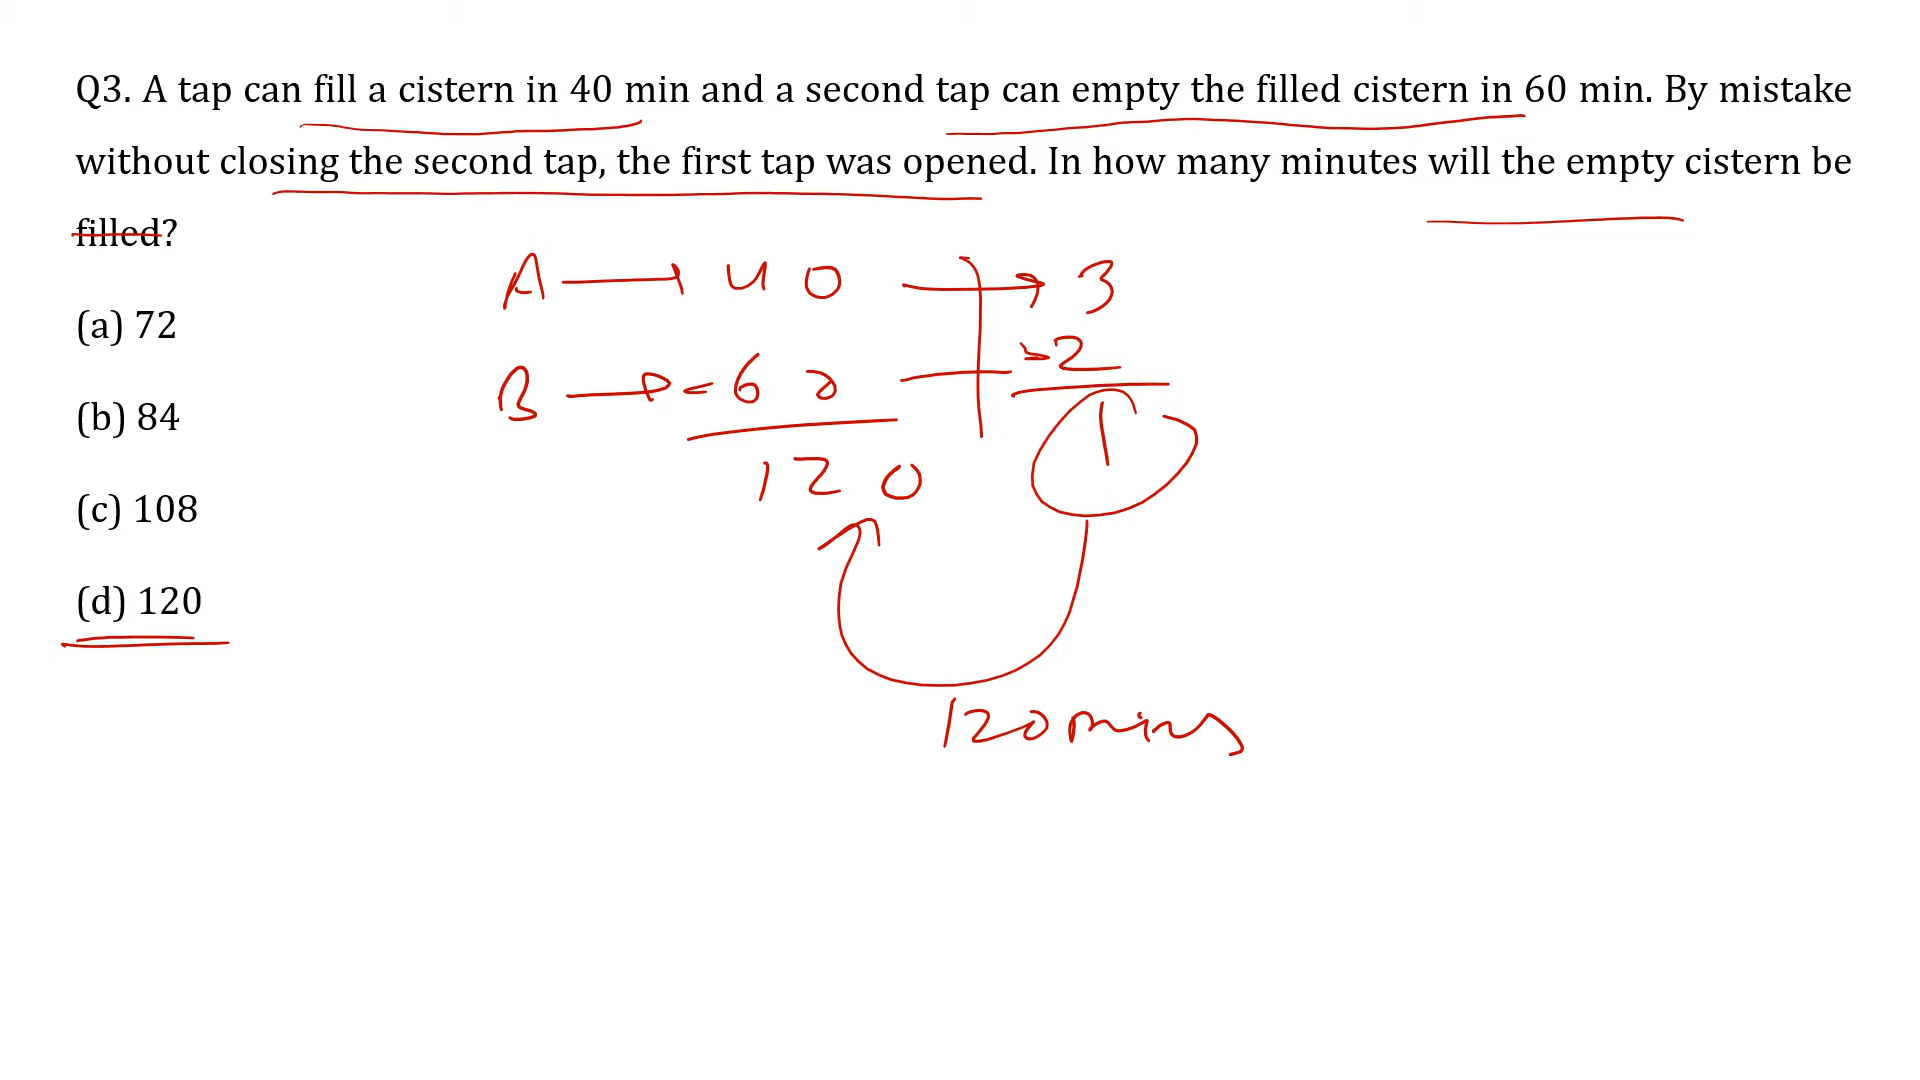 Q3. A tap can fill a cistern in 40 min and a second tap can empty the filled cistern in 60 min. By mistake
without closing the second tap, the first tap was opened. In how many minutes will the empty cistern be
filled?
A → 40 → 3
(a) 72
B → -60 -2
(b) 84
1
120
(c) 108
(d) 120
120 mins